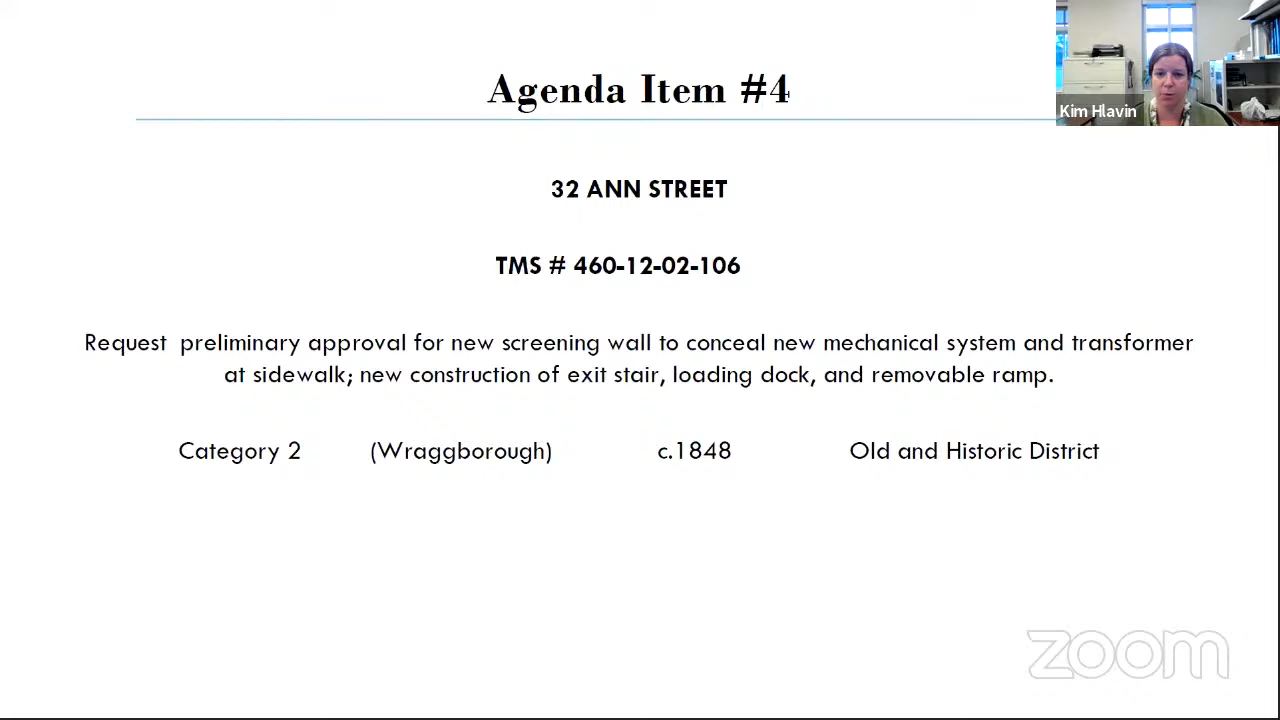 Agenda Item #4
Kim Hlavin
32 ANN STREET
TMS # 460-12-02-106
Request preliminary approval for new screening wall to conceal new mechanical system and transformer
at sidewalk; new construction of exit stair, loading dock, and removable ramp.
Category 2 (Wraggborough) c.1848 Old and Historic District
zoom